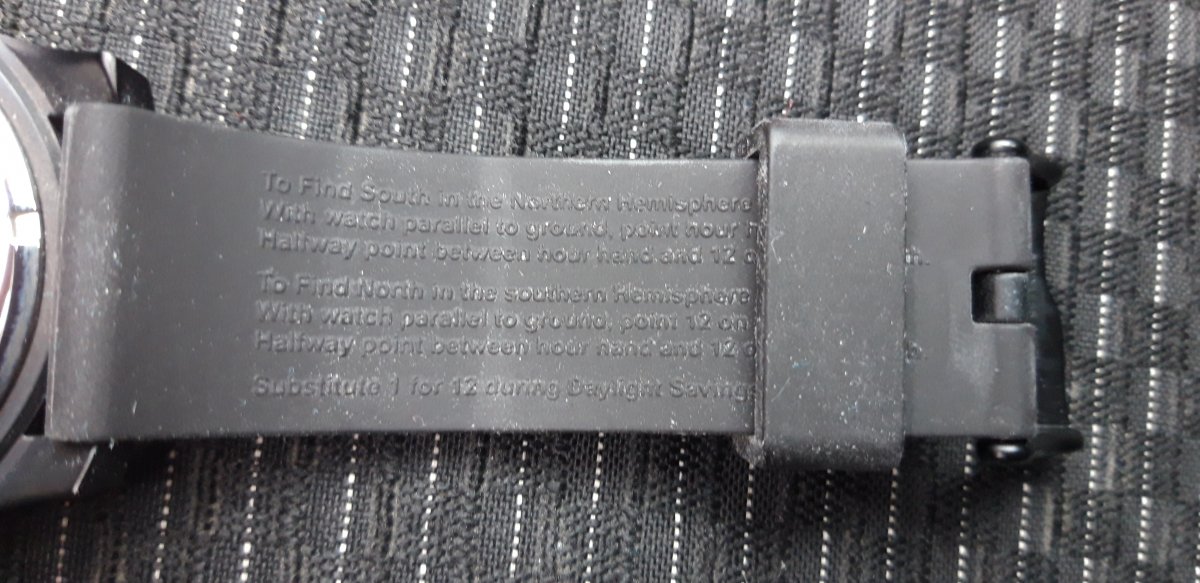 To Find South in the Northern Hemisphere
With watch parallel to ground, point hour
Halfway point between hour hand and 12
To Find North in the southern Hemisphere
With watch parallel to ground, point 12 on
Halfway point between hour hand and 12
Substitute 1 for 12 during Daylight Savings